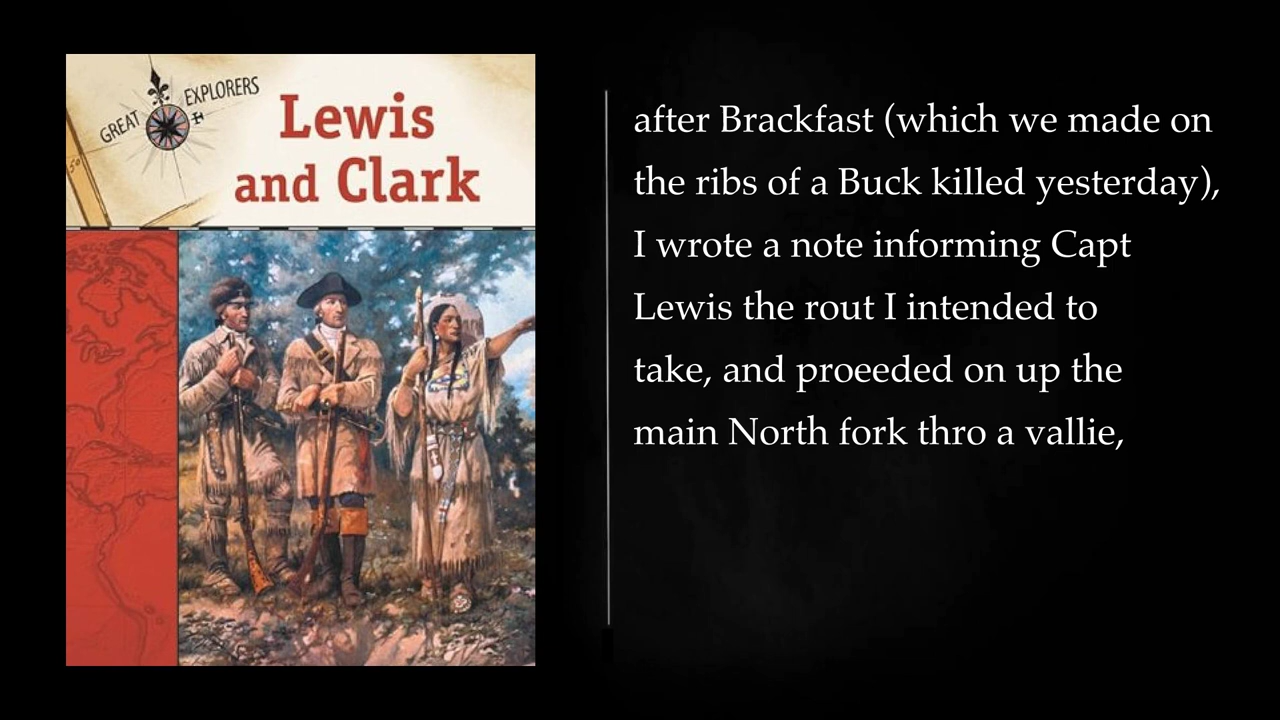 GREAT EXPLORERS
Lewis
and Clark
50
after Brackfast (which we made on
the ribs of a Buck killed yesterday),
I wrote a note informing Capt
Lewis the rout I intended to
take, and proeeded on up the
main North fork thro a vallie,